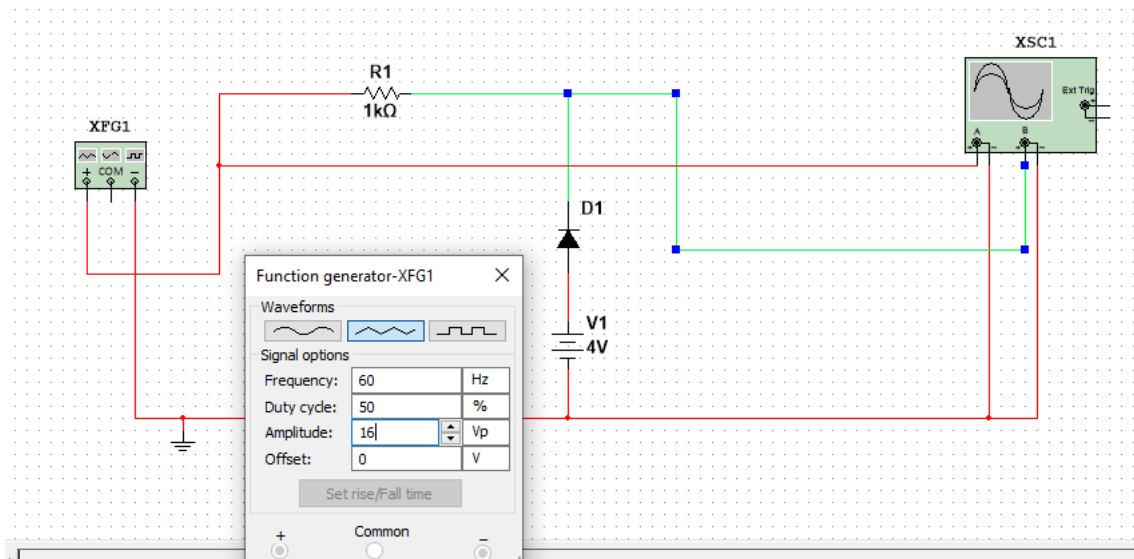 XSC1
R1
1kΩ
Ext Trig
+
−
XFG1
A
B
+ −
+ −
+ COM −
D1
Function generator-XFG1
Waveforms
V1
4V
Signal options
Frequency: 60 Hz
Duty cycle: 50 %
Amplitude: 16 Vp
Offset: 0 V
Set rise/Fall time
+ Common −